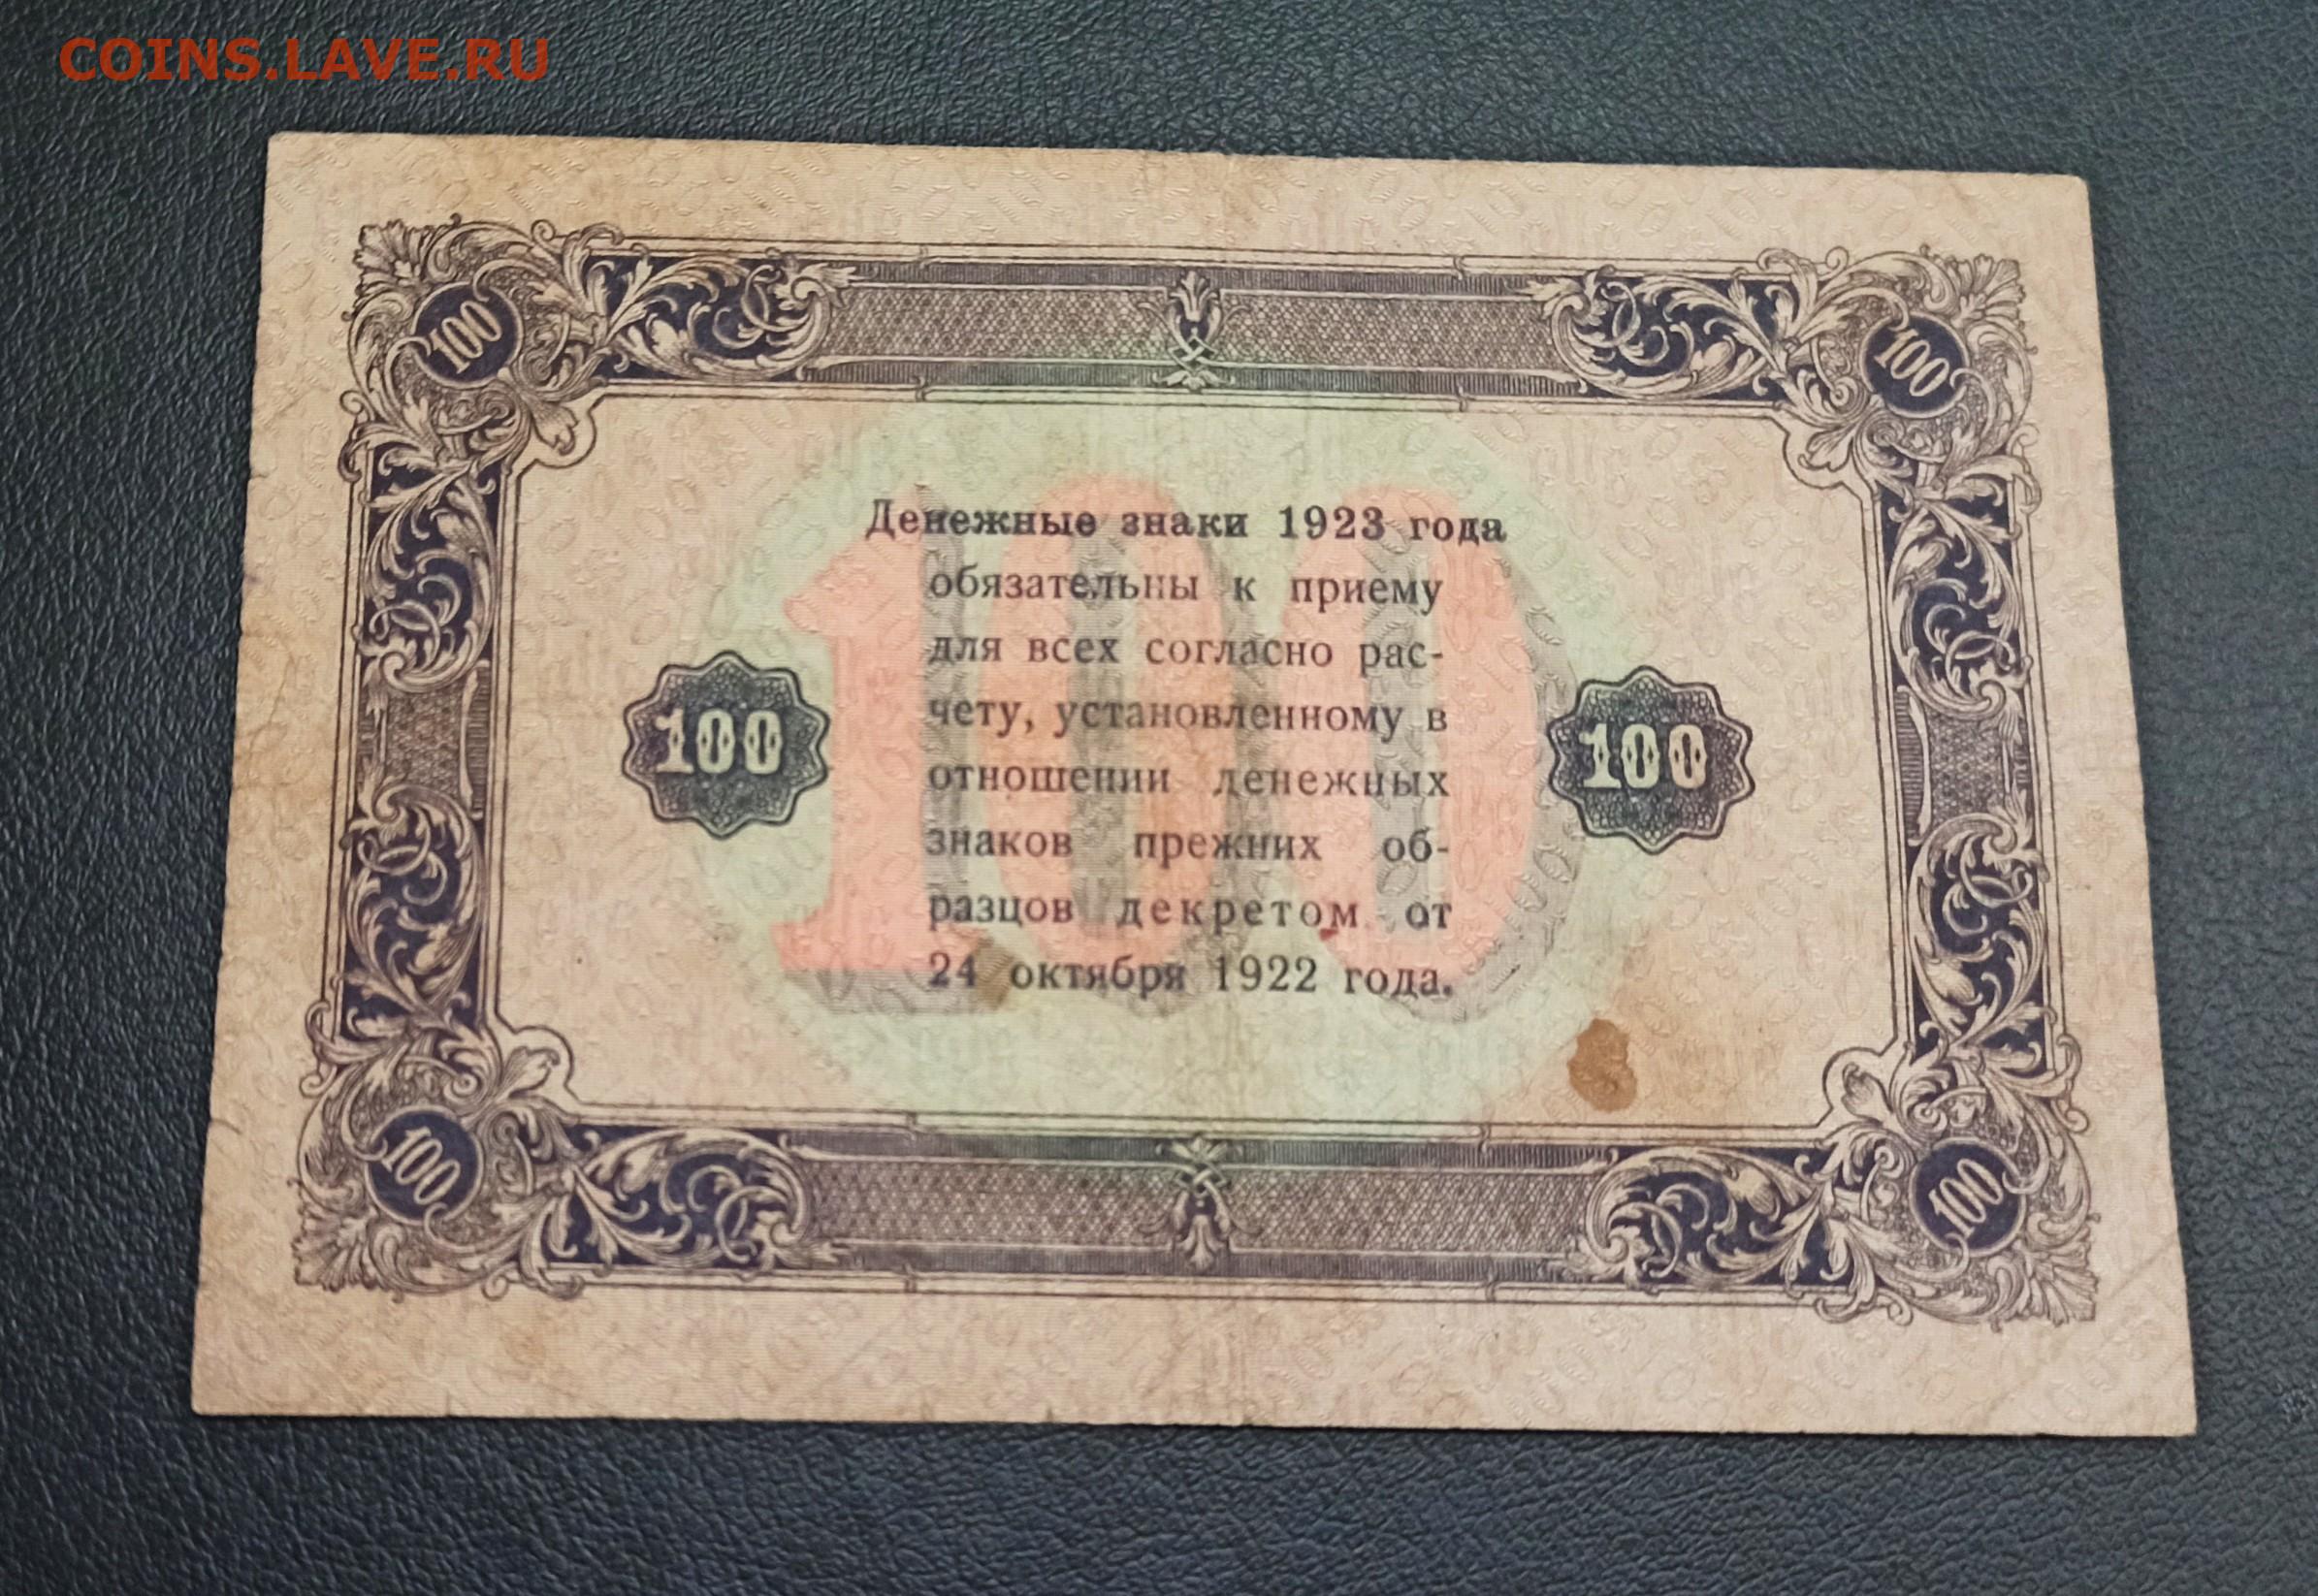 COINS.LAVE.RU
100 100
Денежные знаки 1923 года
обязательны к приему
для всех согласно рас-
чету, установленному в
отношении денежных
знаков прежних об-
разцов декретом от
24 октября 1922 года.
100 100
100
100 100